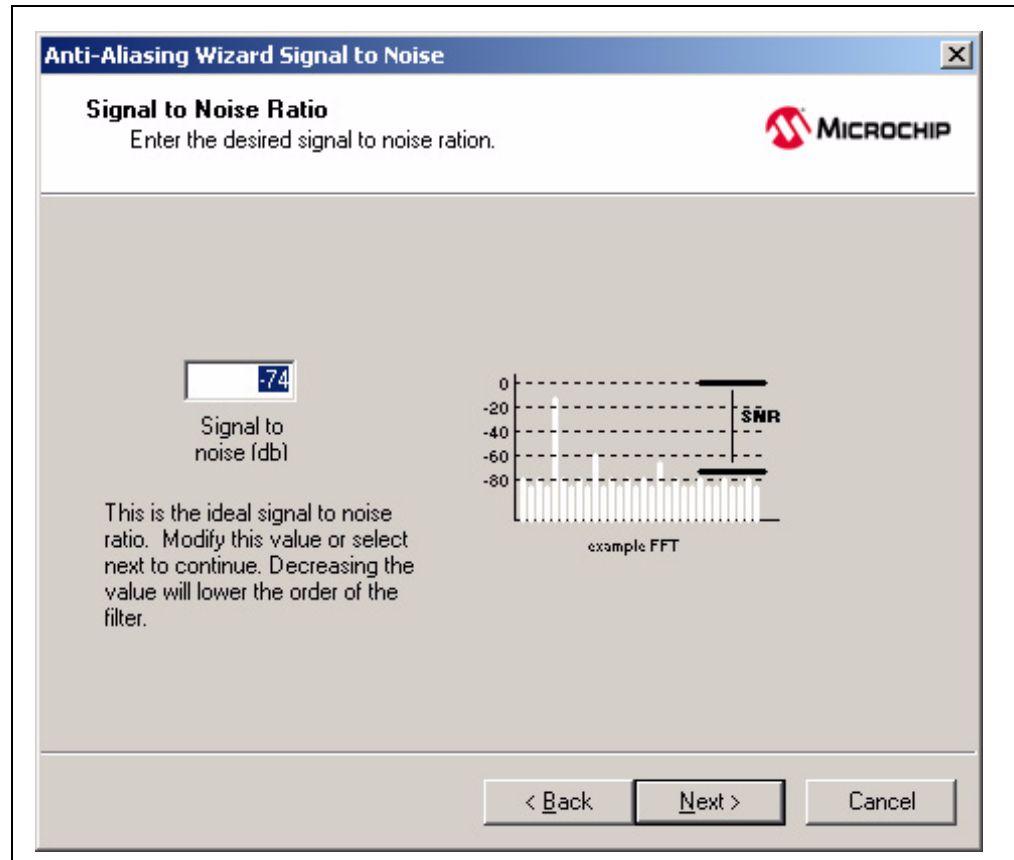 Anti-Aliasing Wizard Signal to Noise
Signal to Noise Ratio
Enter the desired signal to noise ration.
MICROCHIP
-74
Signal to
noise (db)
This is the ideal signal to noise
ratio. Modify this value or select
next to continue. Decreasing the
value will lower the order of the
filter.
0
-20
SNR
-40
-60
-80
example FFT
< Back
Next >
Cancel